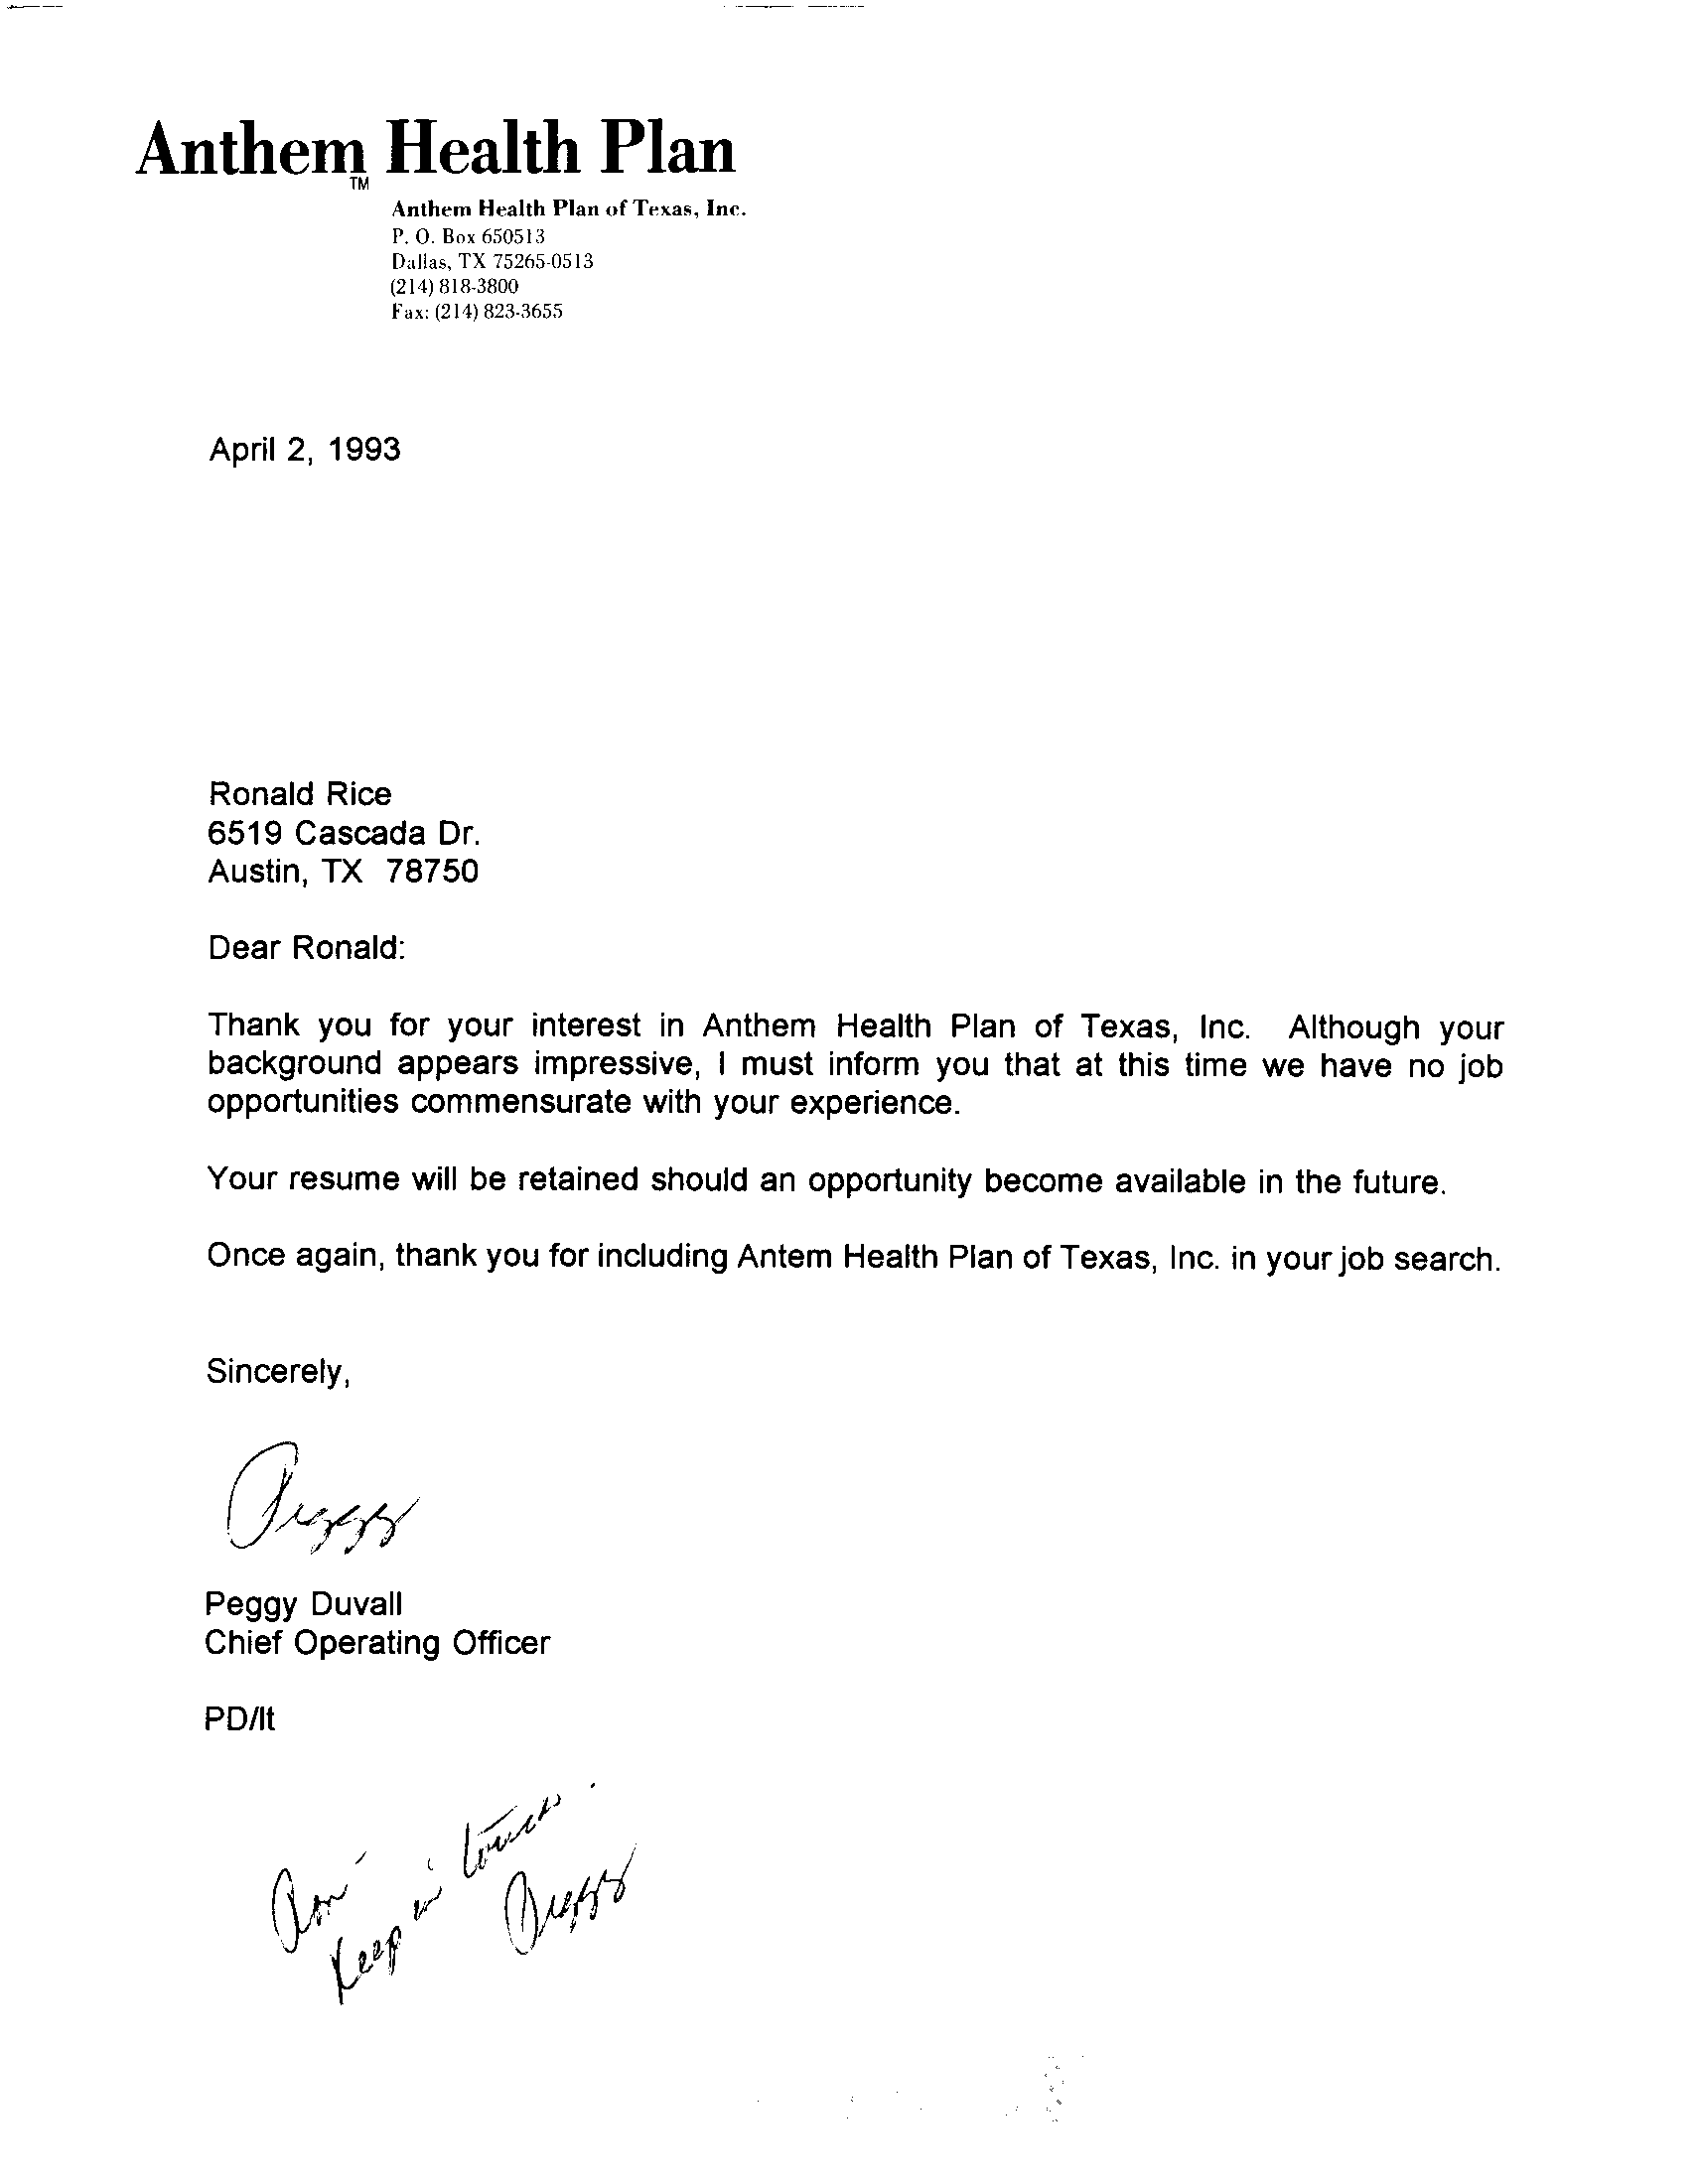 Anthem™ Health Plan
Anthem Health Plan of Texas, Inc.
P. O. Box 650513
Dallas, TX 75265-0513
(214) 818-3800
Fax: (214) 823-3655
April 2, 1993
Ronald Rice
6519 Cascada Dr.
Austin, TX 78750
Dear Ronald:
Thank you for your interest in Anthem Health Plan of Texas, Inc. Although your
background appears impressive, I must inform you that at this time we have no job
opportunities commensurate with your experience.
Your resume will be retained should an opportunity become available in the future.
Once again, thank you for including Antem Health Plan of Texas, Inc. in your job search.
Sincerely,
Peggy
Peggy Duvall
Chief Operating Officer
PD/lt
Ron -
Keep in touch.
Peggy